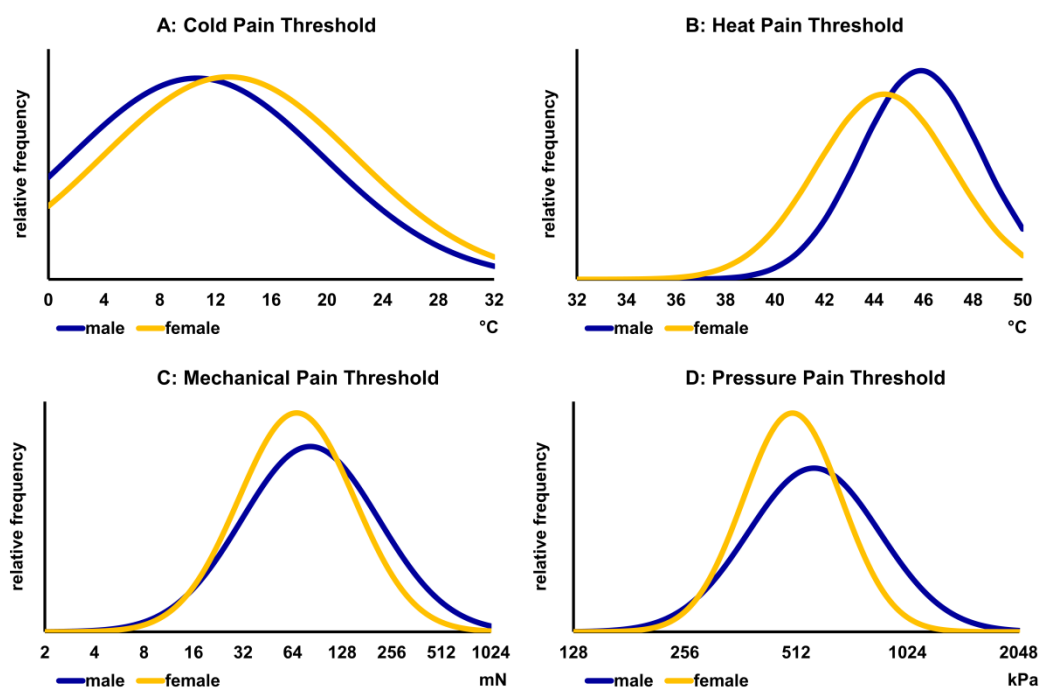 A: Cold Pain Threshold
relative frequency
0 4 8 12 16 20 24 28 32
°C
male female
B: Heat Pain Threshold
relative frequency
32 34 36 38 40 42 44 46 48 50
°C
male female
C: Mechanical Pain Threshold
relative frequency
2 4 8 16 32 64 128 256 512 1024
mN
male female
D: Pressure Pain Threshold
relative frequency
128 256 512 1024 2048
kPa
male female